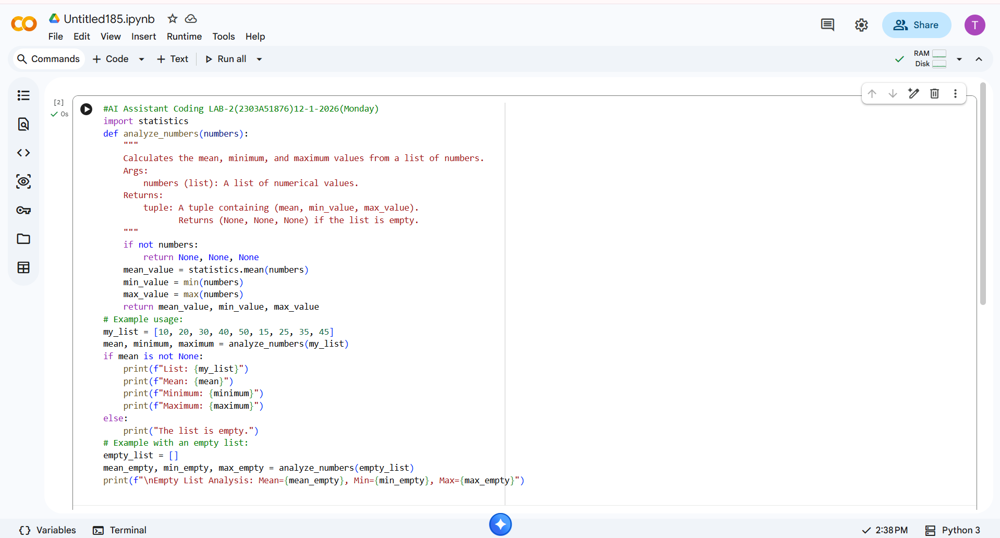 Untitled185.ipynb
File Edit View Insert Runtime Tools Help
Share
T
Commands + Code + Text Run all
RAM
Disk
[2]
0s
#AI Assistant Coding LAB-2(2303A51876)12-1-2026(Monday)
import statistics
def analyze_numbers(numbers):
    """
    Calculates the mean, minimum, and maximum values from a list of numbers.
    Args:
        numbers (list): A list of numerical values.
    Returns:
        tuple: A tuple containing (mean, min_value, max_value).
               Returns (None, None, None) if the list is empty.
    """
    if not numbers:
        return None, None, None
    mean_value = statistics.mean(numbers)
    min_value = min(numbers)
    max_value = max(numbers)
    return mean_value, min_value, max_value
# Example usage:
my_list = [10, 20, 30, 40, 50, 15, 25, 35, 45]
mean, minimum, maximum = analyze_numbers(my_list)
if mean is not None:
    print(f"List: {my_list}")
    print(f"Mean: {mean}")
    print(f"Minimum: {minimum}")
    print(f"Maximum: {maximum}")
else:
    print("The list is empty.")
# Example with an empty list:
empty_list = []
mean_empty, min_empty, max_empty = analyze_numbers(empty_list)
print(f"\nEmpty List Analysis: Mean={mean_empty}, Min={min_empty}, Max={max_empty}")
{} Variables Terminal
2:38 PM Python 3